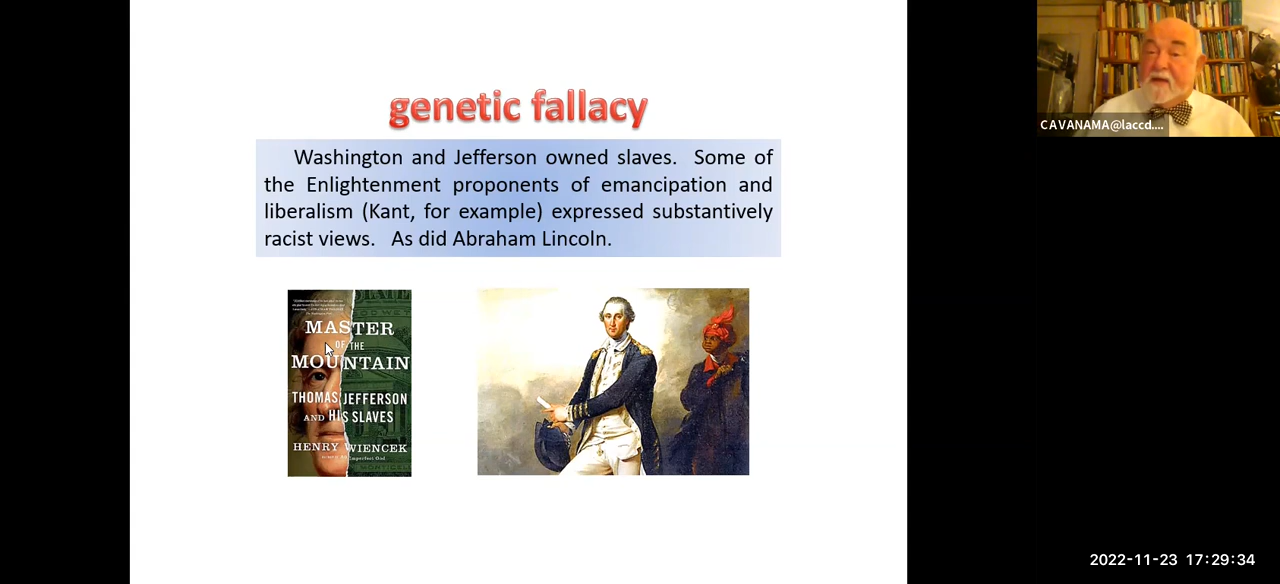 genetic fallacy
Washington and Jefferson owned slaves. Some of
the Enlightenment proponents of emancipation and
liberalism (Kant, for example) expressed substantively
racist views. As did Abraham Lincoln.
MASTER
OF THE
MOUNTAIN
THOMAS JEFFERSON
AND HIS SLAVES
HENRY WIENCEK
CAVANAMA@laccd....
2022-11-23 17:29:34